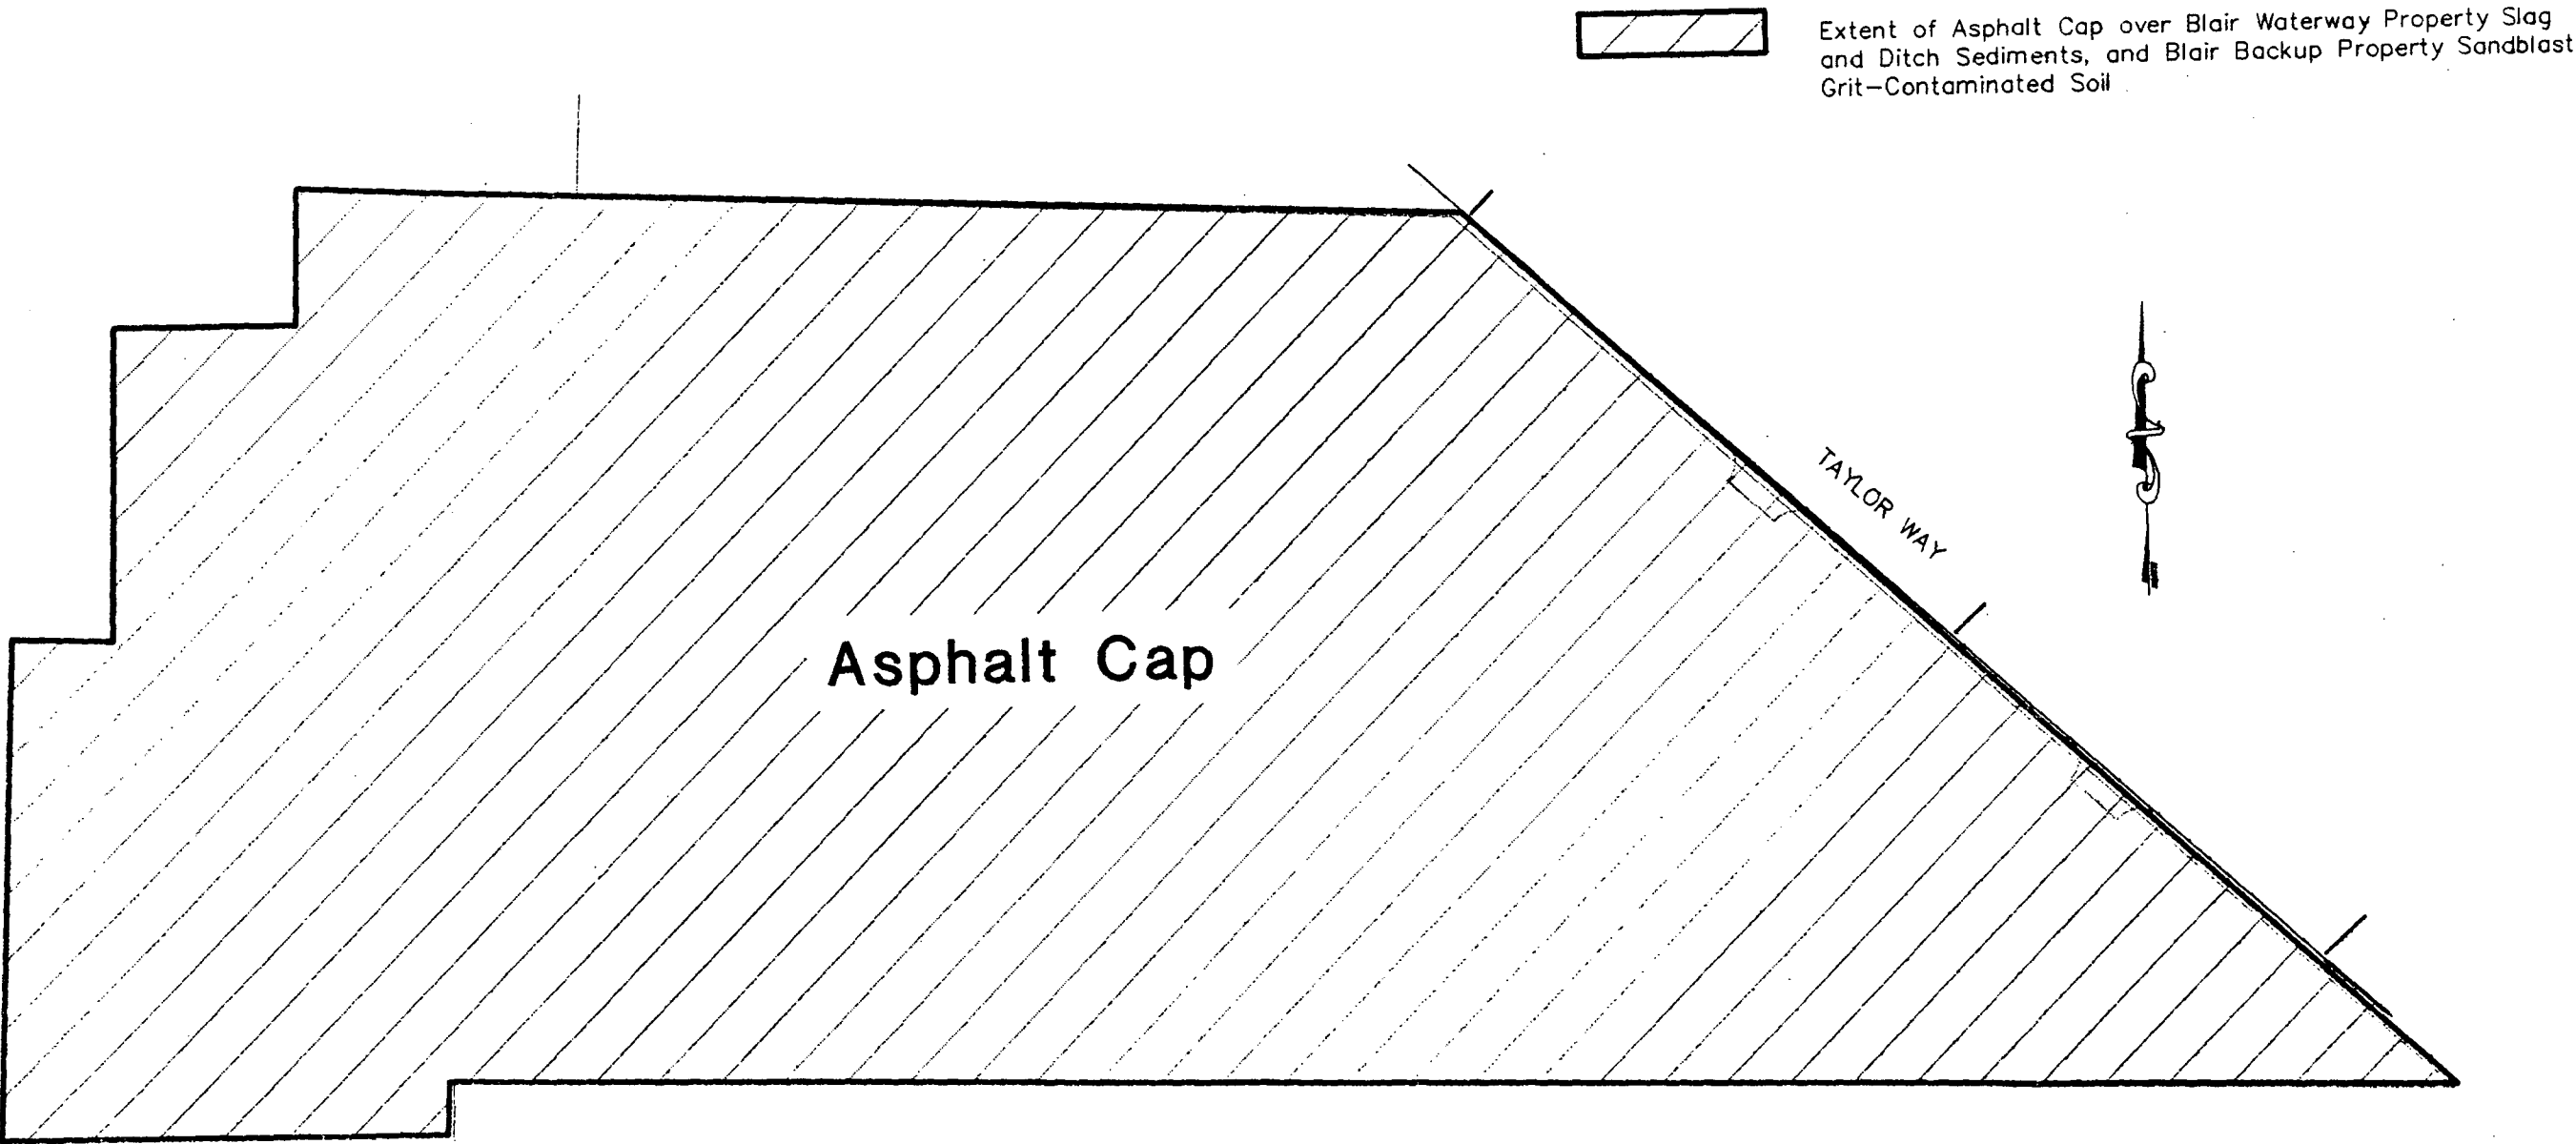 Extent of Asphalt Cap over Blair Waterway Property Slag
and Ditch Sediments, and Blair Backup Property Sandblast
Grit-Contaminated Soil
TAYLOR WAY
Asphalt Cap